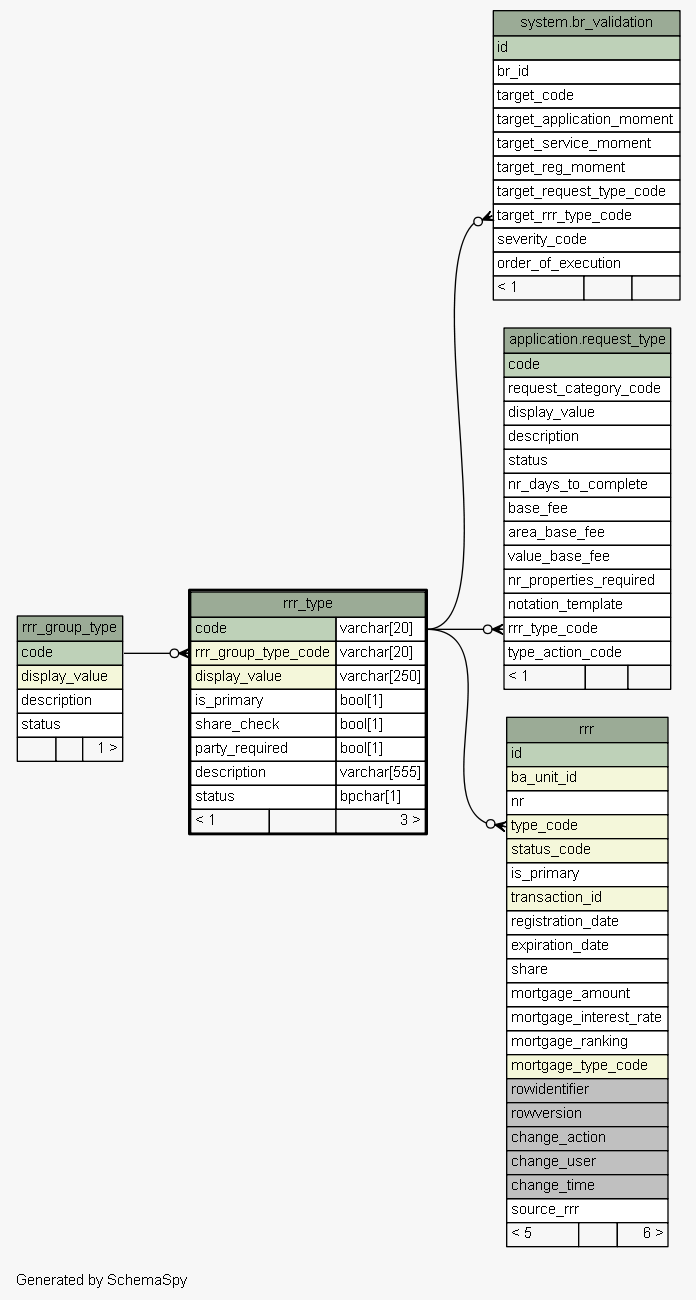 system.br_validation
id
br_id
target_code
target_application_moment
target_service_moment
target_reg_moment
target_request_type_code
target_rrr_type_code
severity_code
order_of_execution
< 1
application.request_type
code
request_category_code
display_value
description
status
nr_days_to_complete
base_fee
area_base_fee
value_base_fee
nr_properties_required
notation_template
rrr_type_code
type_action_code
< 1
rrr_group_type
code
display_value
description
status
1 >
rrr_type
code varchar[20]
rrr_group_type_code varchar[20]
display_value varchar[250]
is_primary bool[1]
share_check bool[1]
party_required bool[1]
description varchar[555]
status bpchar[1]
< 1 3 >
rrr
id
ba_unit_id
nr
type_code
status_code
is_primary
transaction_id
registration_date
expiration_date
share
mortgage_amount
mortgage_interest_rate
mortgage_ranking
mortgage_type_code
rowidentifier
rowversion
change_action
change_user
change_time
source_rrr
< 5 6 >
Generated by SchemaSpy